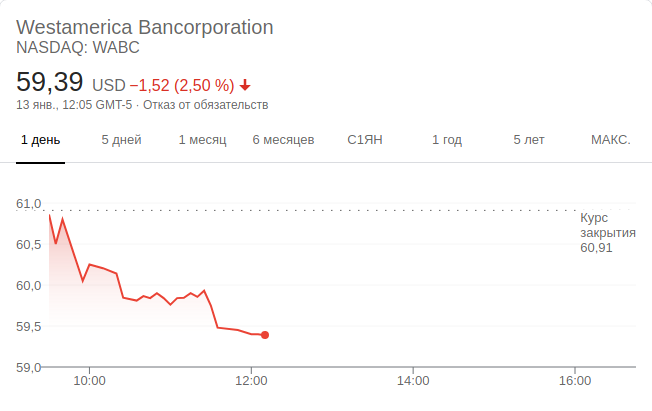 Westamerica Bancorporation
NASDAQ: WABC
59,39 USD −1,52 (2,50 %)
13 янв., 12:05 GMT-5 · Отказ от обязательств
1 день 5 дней 1 месяц 6 месяцев С1ЯН 1 год 5 лет МАКС.
61,0
Курс
закрытия
60,91
60,5
60,0
59,5
59,0
10:00 12:00 14:00 16:00